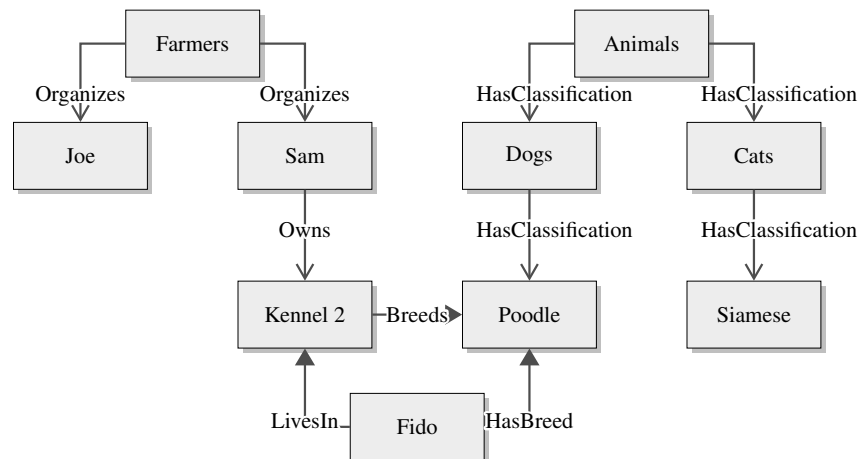 Farmers
Animals
Organizes
Organizes
HasClassification
HasClassification
Joe
Sam
Dogs
Cats
Owns
HasClassification
HasClassification
Kennel 2
Breeds
Poodle
Siamese
LivesIn
Fido
HasBreed